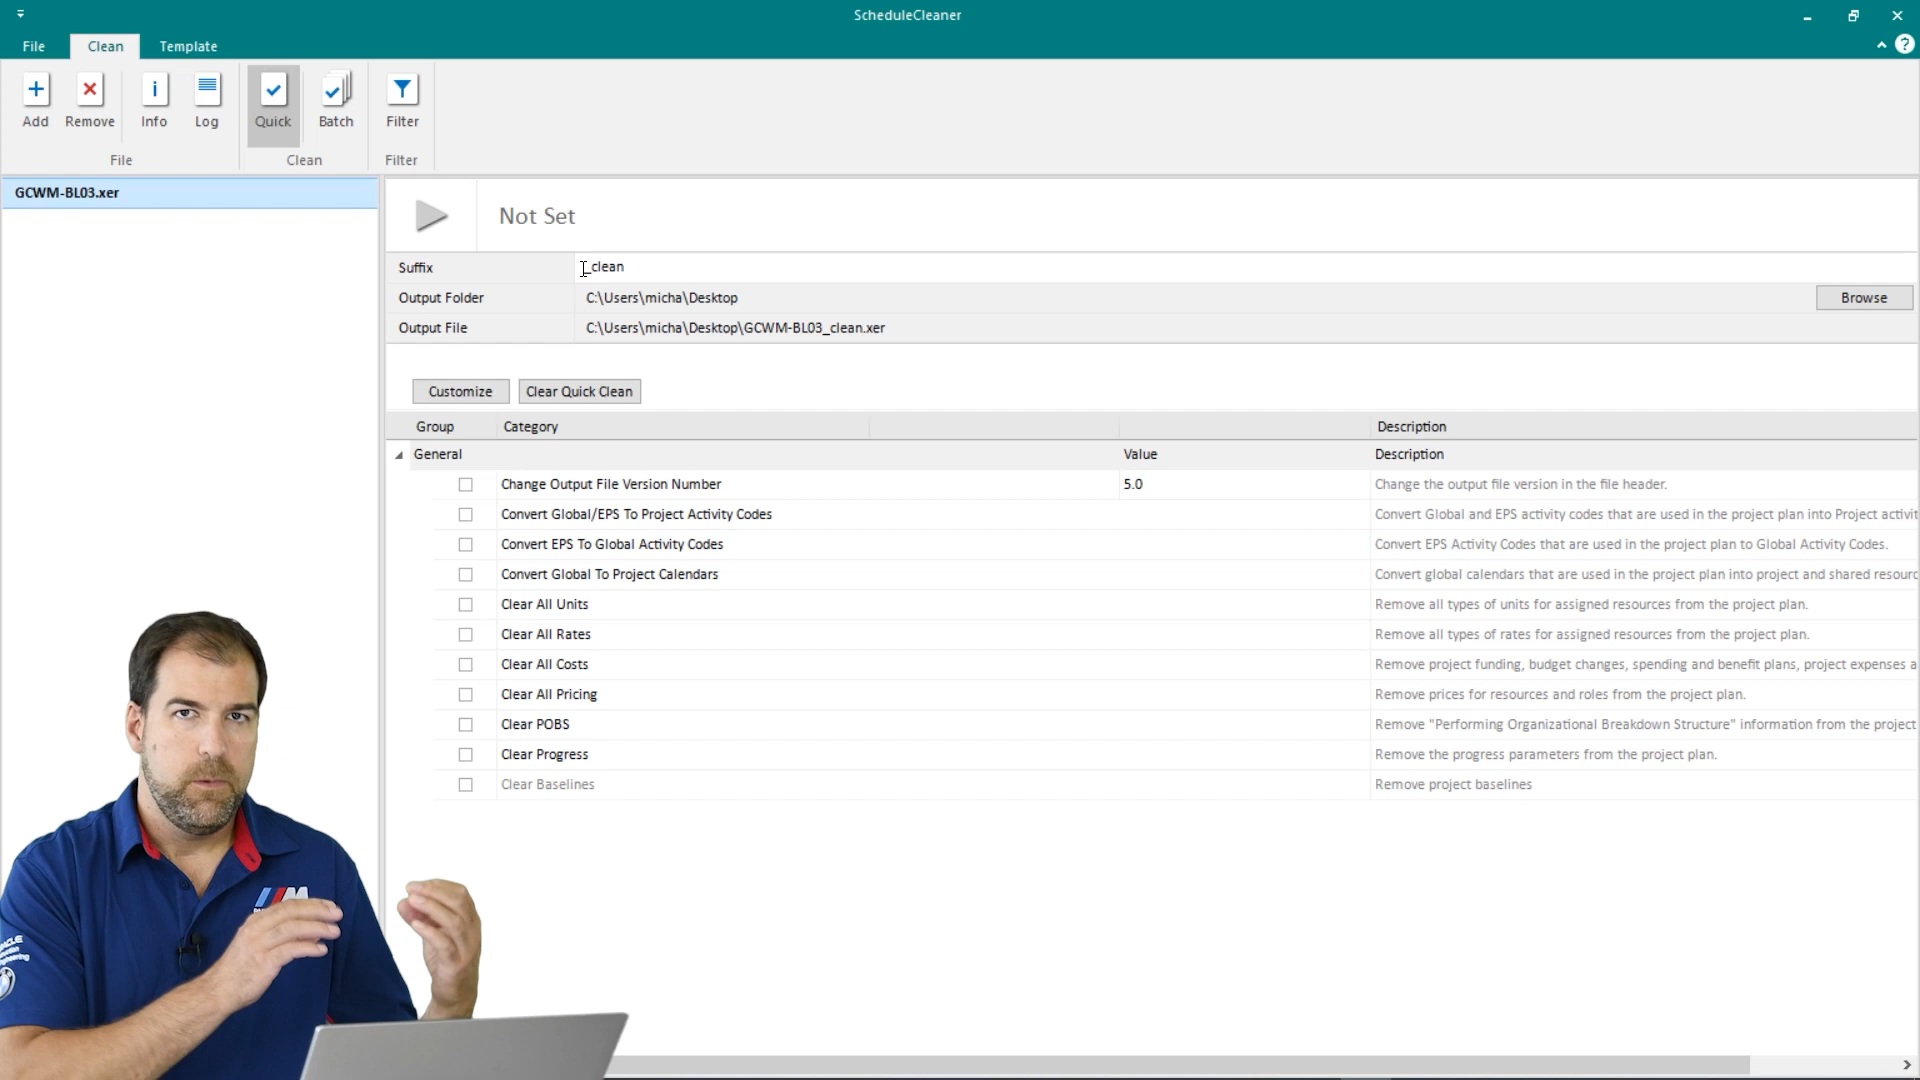 ScheduleCleaner
File Clean Template
?
Add Remove Info Log Quick Batch Filter
File Clean Filter
GCWM-BL03.xer
Not Set
Suffix _clean
Output Folder C:\Users\micha\Desktop Browse
Output File C:\Users\micha\Desktop\GCWM-BL03_clean.xer
Customize Clear Quick Clean
Group Category Description
General Value Description
Change Output File Version Number 5.0 Change the output file version in the file header.
Convert Global/EPS To Project Activity Codes Convert Global and EPS activity codes that are used in the project plan into Project activit
Convert EPS To Global Activity Codes Convert EPS Activity Codes that are used in the project plan to Global Activity Codes.
Convert Global To Project Calendars Convert global calendars that are used in the project plan into project and shared resourc
Clear All Units Remove all types of units for assigned resources from the project plan.
Clear All Rates Remove all types of rates for assigned resources from the project plan.
Clear All Costs Remove project funding, budget changes, spending and benefit plans, project expenses a
Clear All Pricing Remove prices for resources and roles from the project plan.
Clear POBS Remove "Performing Organizational Breakdown Structure" information from the project
Clear Progress Remove the progress parameters from the project plan.
Clear Baselines Remove project baselines
M